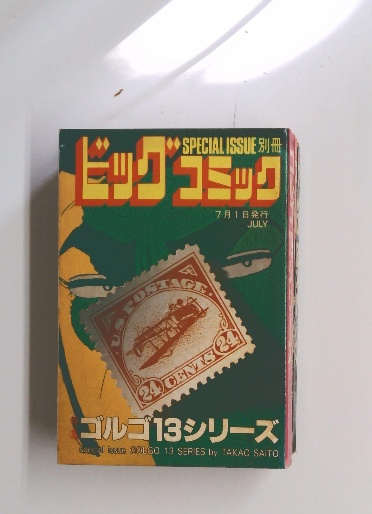 SPECIAL ISSUE 別冊
ビッグコミック
7月1日発行
JULY
US POSTAGE
24 CENTS 24
ゴルゴ13シリーズ
Special Issue GOLGO 13 SERIES by TAKAO SAITO